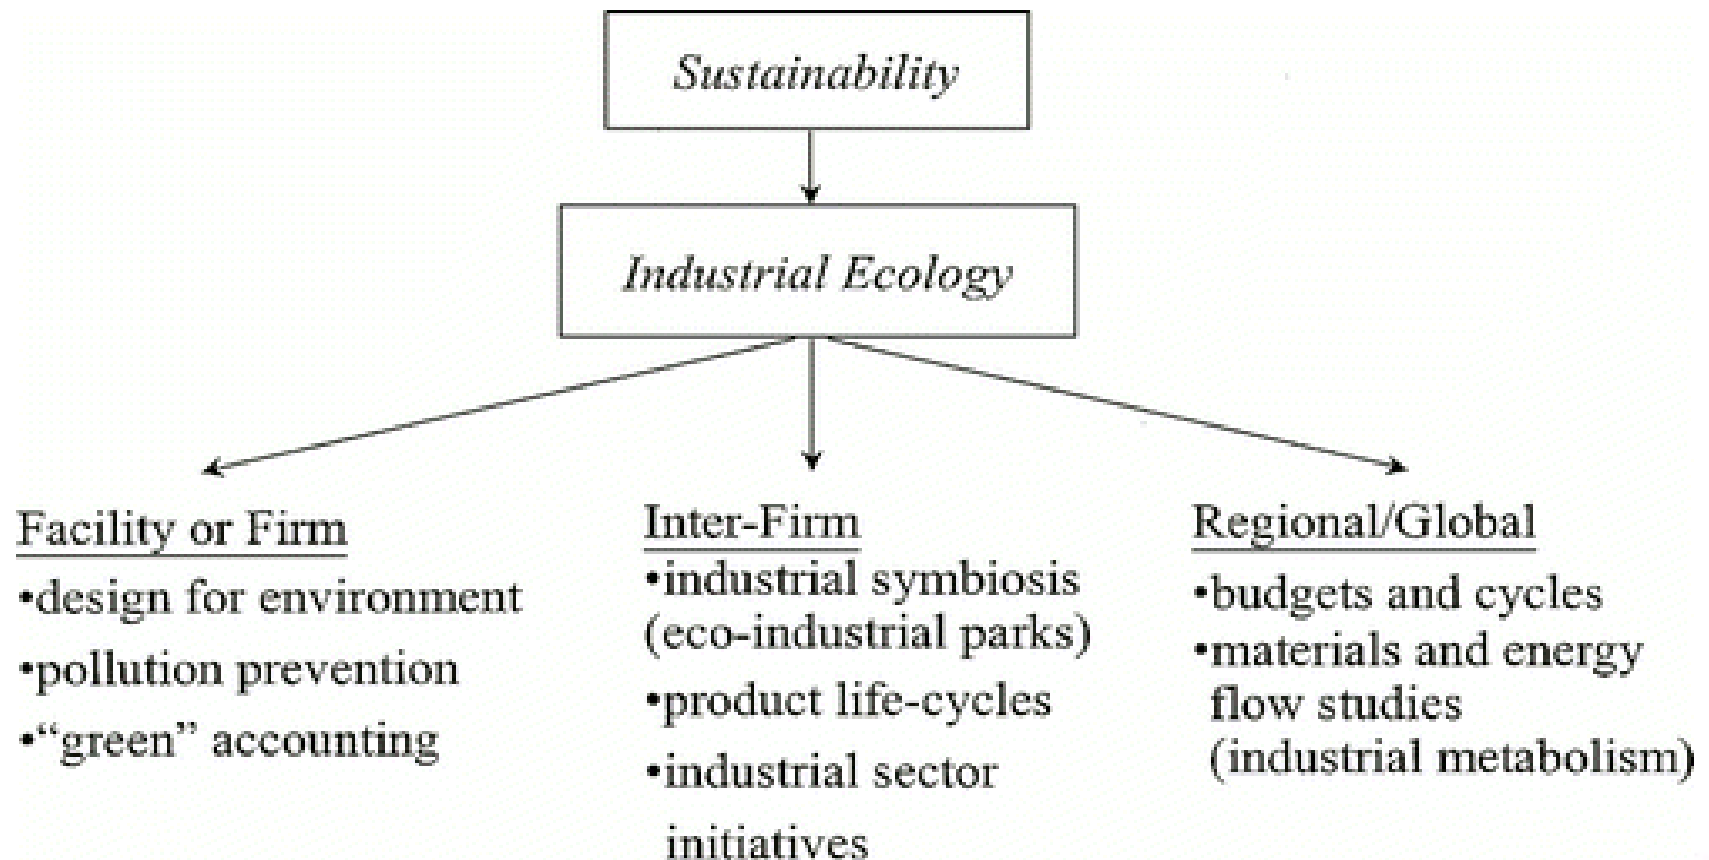 Sustainability
Industrial Ecology
Facility or Firm
•design for environment
•pollution prevention
•“green” accounting
Inter-Firm
•industrial symbiosis
(eco-industrial parks)
•product life-cycles
•industrial sector
initiatives
Regional/Global
•budgets and cycles
•materials and energy
flow studies
(industrial metabolism)